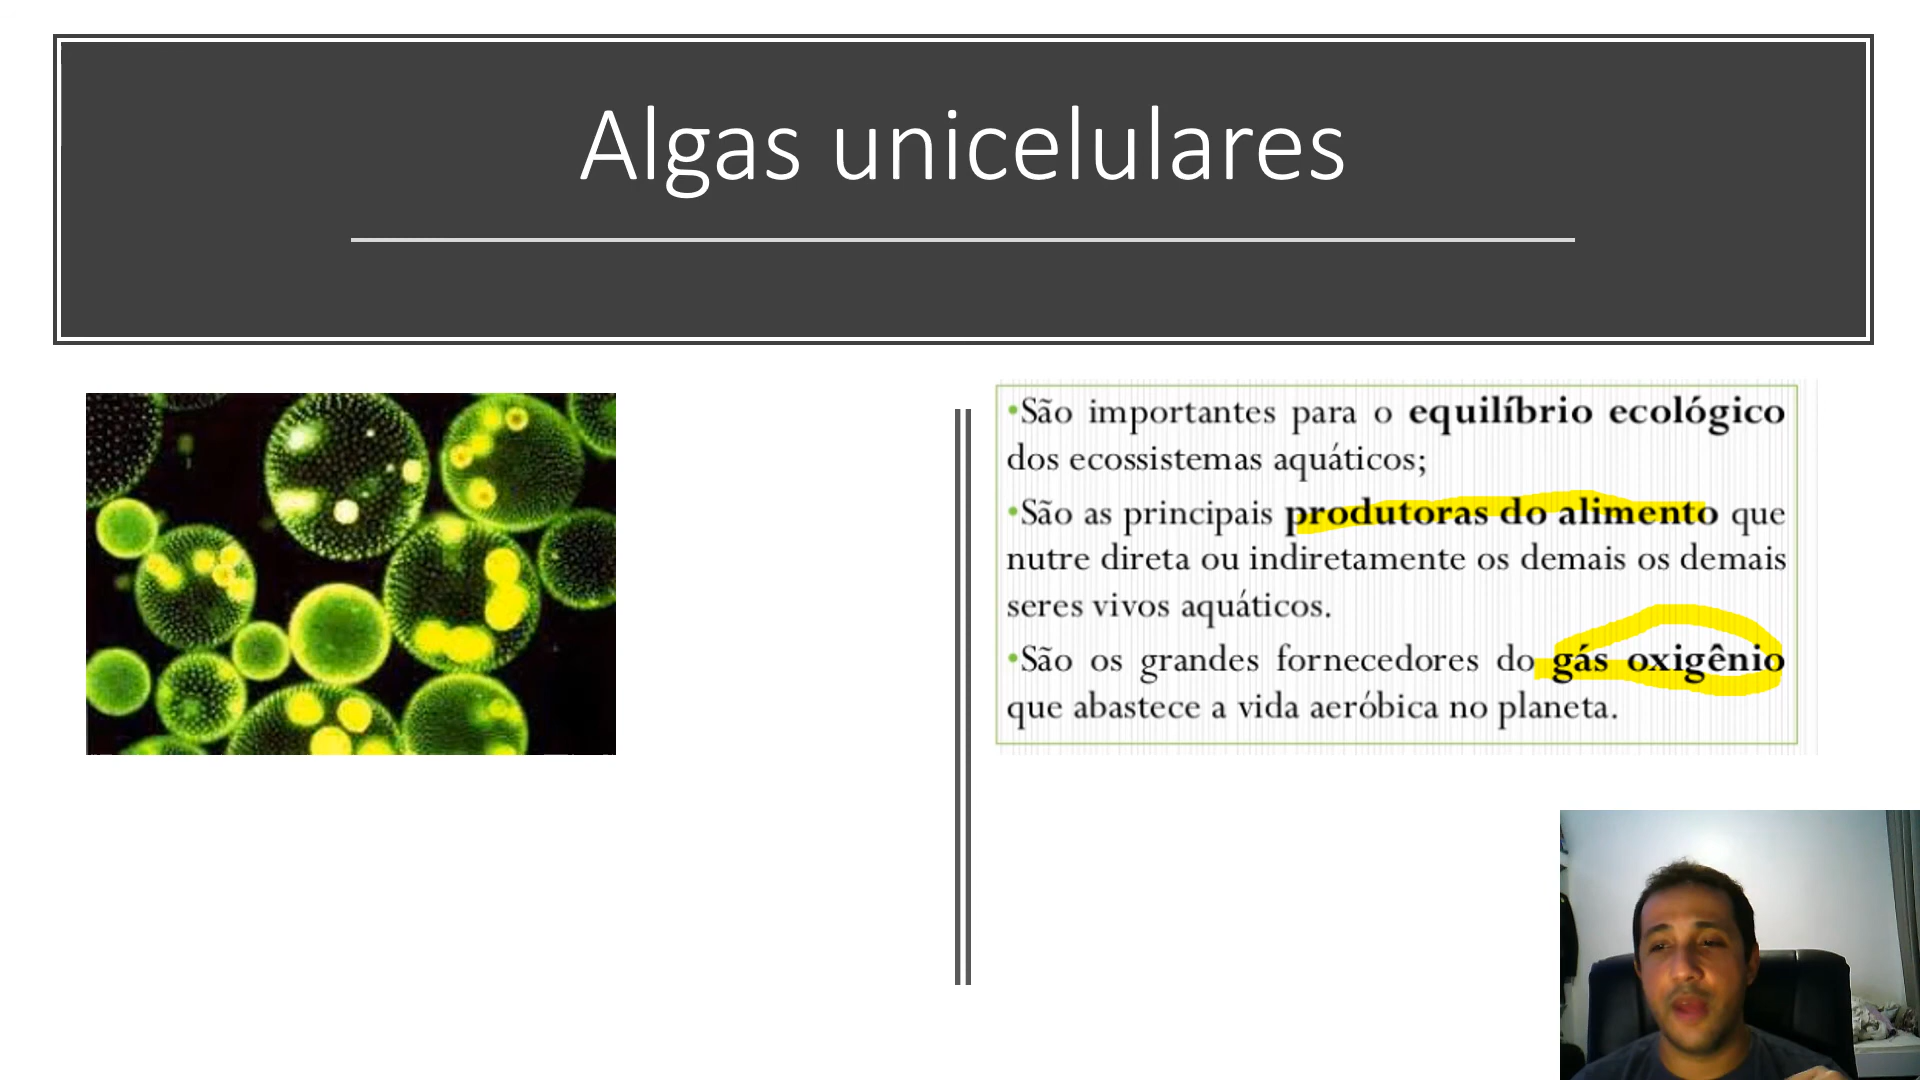 Algas unicelulares
•São importantes para o equilíbrio ecológico
dos ecossistemas aquáticos;
•São as principais produtoras do alimento que
nutre direta ou indiretamente os demais os demais
seres vivos aquáticos.
•São os grandes fornecedores do gás oxigênio
que abastece a vida aeróbica no planeta.